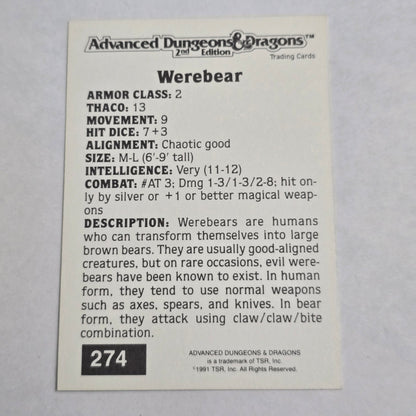 Advanced Dungeons & Dragons™
2nd Edition
Trading Cards
Werebear
ARMOR CLASS: 2
THACO: 13
MOVEMENT: 9
HIT DICE: 7+3
ALIGNMENT: Chaotic good
SIZE: M-L (6'-9' tall)
INTELLIGENCE: Very (11-12)
COMBAT: #AT 3; Dmg 1-3/1-3/2-8; hit on-
ly by silver or +1 or better magical weap-
ons
DESCRIPTION: Werebears are humans
who can transform themselves into large
brown bears. They are usually good-aligned
creatures, but on rare occasions, evil were-
bears have been known to exist. In human
form, they tend to use normal weapons
such as axes, spears, and knives. In bear
form, they attack using claw/claw/bite
combination.
274
ADVANCED DUNGEONS & DRAGONS
is a trademark of TSR, Inc.
©1991 TSR, Inc. All Rights Reserved.